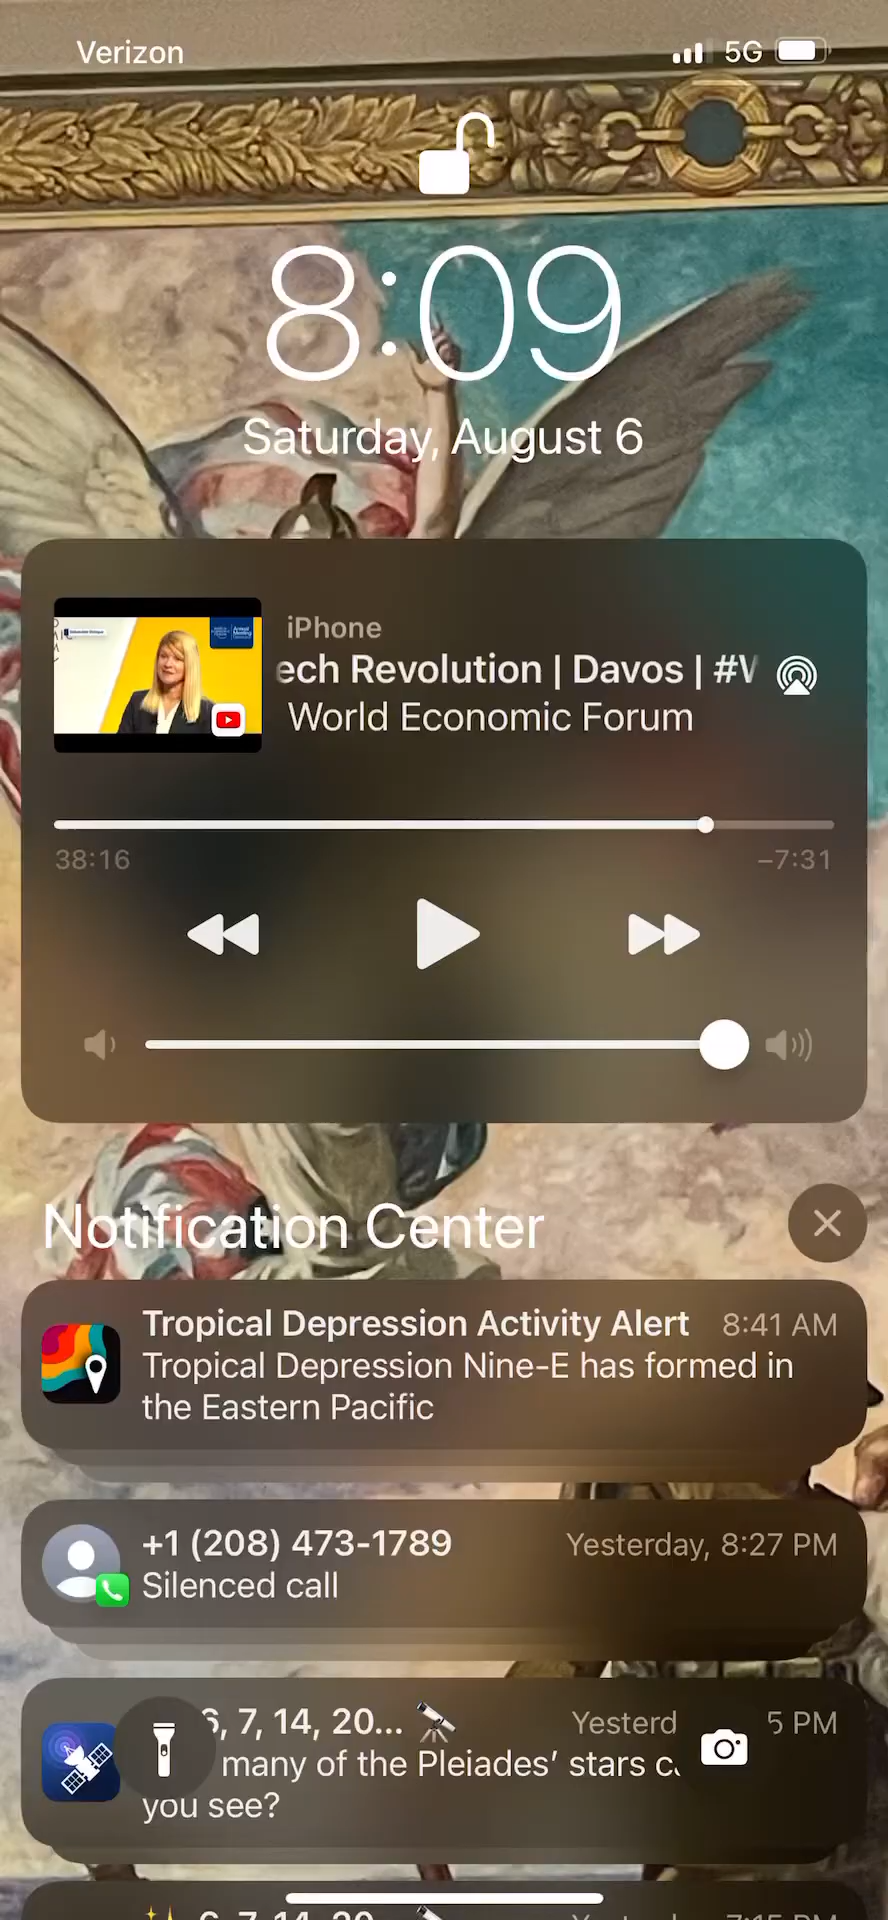 Verizon
5G
8:09
Saturday, August 6
iPhone
ech Revolution | Davos | #V
World Economic Forum
38:16
−7:31
Notification Center
Tropical Depression Activity Alert
8:41 AM
Tropical Depression Nine-E has formed in
the Eastern Pacific
+1 (208) 473-1789
Yesterday, 8:27 PM
Silenced call
6, 7, 14, 20...
Yesterd
5 PM
many of the Pleiades' stars
you see?